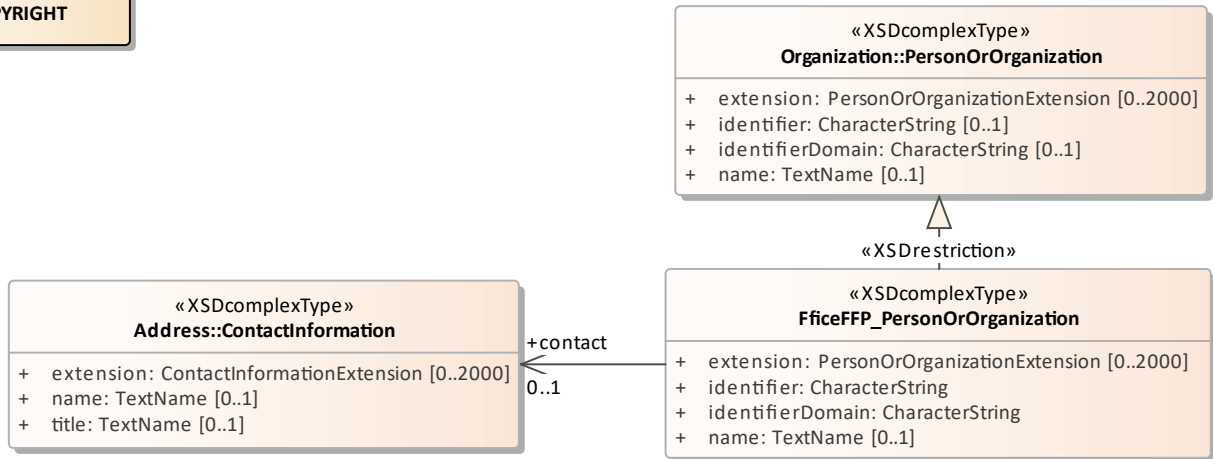 YRIGHT
«XSDcomplexType»
Organization::PersonOrOrganization
+ extension: PersonOrOrganizationExtension [0..2000]
+ identifier: CharacterString [0..1]
+ identifierDomain: CharacterString [0..1]
+ name: TextName [0..1]
«XSDrestriction»
«XSDcomplexType»
Address::ContactInformation
+ extension: ContactInformationExtension [0..2000]
+ name: TextName [0..1]
+ title: TextName [0..1]
+contact
0..1
«XSDcomplexType»
FficeFFP_PersonOrOrganization
+ extension: PersonOrOrganizationExtension [0..2000]
+ identifier: CharacterString
+ identifierDomain: CharacterString
+ name: TextName [0..1]